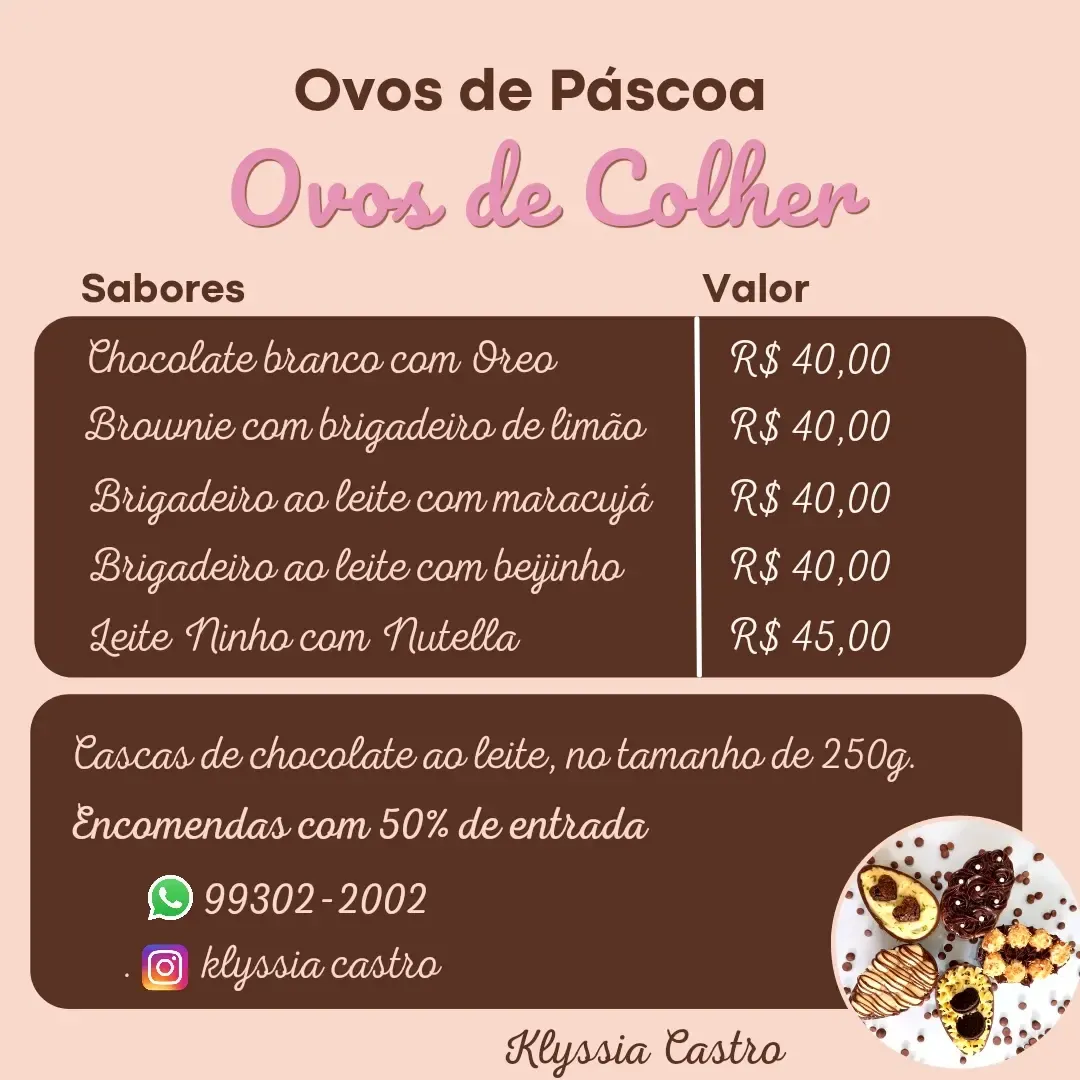 Ovos de Páscoa
Ovos de Colher
Sabores Valor
Chocolate branco com Oreo R$ 40,00
Brownie com brigadeiro de limão R$ 40,00
Brigadeiro ao leite com maracujá R$ 40,00
Brigadeiro ao leite com beijinho R$ 40,00
Leite Ninho com Nutella R$ 45,00
Cascas de chocolate ao leite, no tamanho de 250g.
Encomendas com 50% de entrada
99302-2002
. klyssia castro
Klyssia Castro